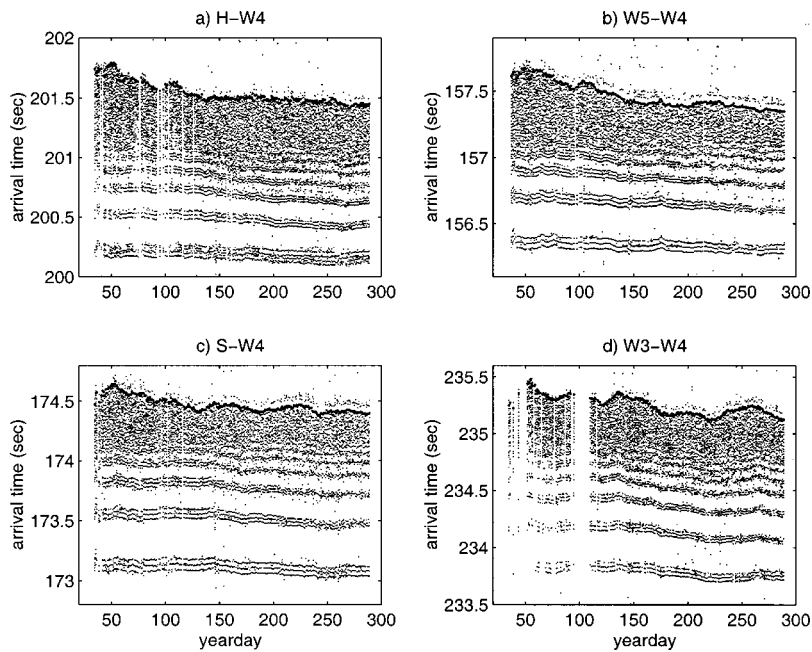 a) H–W4
202
201.5
201
200.5
200
arrival time (sec)
50 100 150 200 250 300
b) W5–W4
157.5
157
156.5
arrival time (sec)
50 100 150 200 250 300
c) S–W4
174.5
174
173.5
173
arrival time (sec)
50 100 150 200 250 300
yearday
d) W3–W4
235.5
235
234.5
234
233.5
arrival time (sec)
50 100 150 200 250 300
yearday